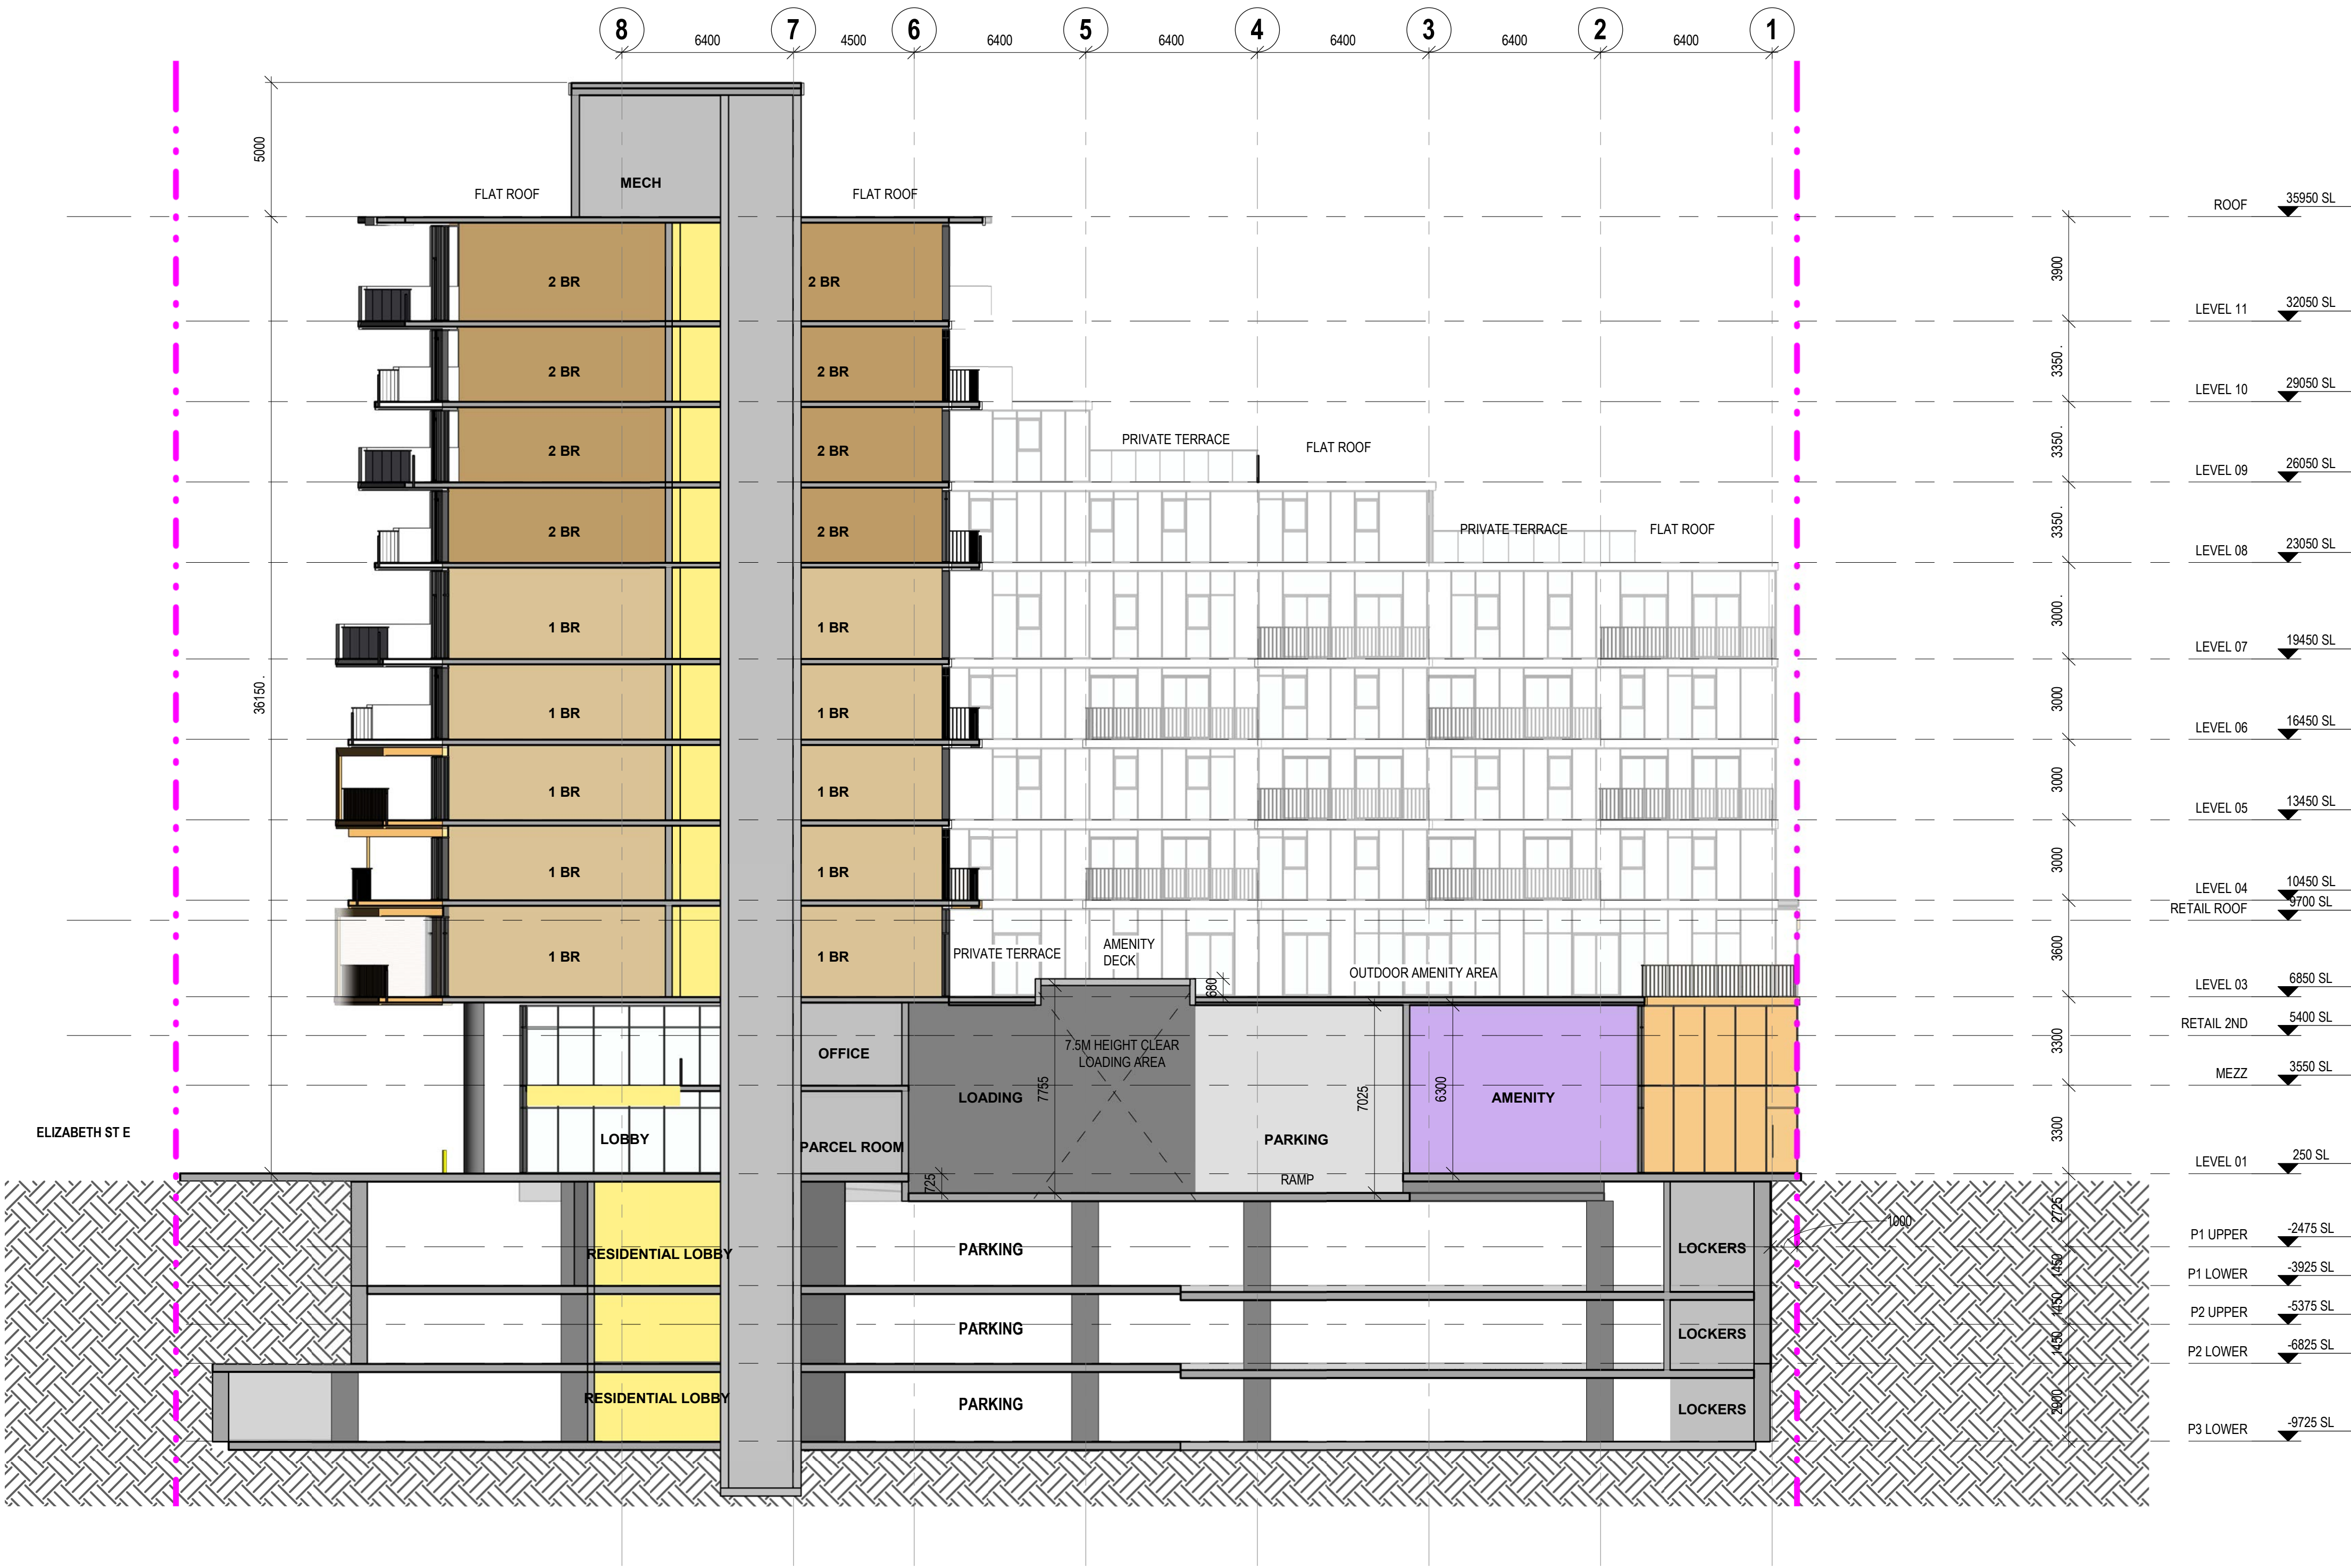 8
7
6
5
4
3
2
1
6400
4500
6400
6400
6400
6400
6400
5000
MECH
FLAT ROOF
FLAT ROOF
ROOF
35950 SL
3900
2 BR
2 BR
LEVEL 11
32050 SL
3350 .
2 BR
2 BR
LEVEL 10
29050 SL
3350 .
PRIVATE TERRACE
FLAT ROOF
2 BR
2 BR
LEVEL 09
26050 SL
3350 .
2 BR
2 BR
PRIVATE TERRACE
FLAT ROOF
LEVEL 08
23050 SL
3000 .
1 BR
1 BR
LEVEL 07
19450 SL
36150 .
3000
1 BR
1 BR
LEVEL 06
16450 SL
3000
1 BR
1 BR
LEVEL 05
13450 SL
3000
1 BR
1 BR
LEVEL 04
10450 SL
RETAIL ROOF
9700 SL
3600
1 BR
1 BR
PRIVATE TERRACE
AMENITY
DECK
OUTDOOR AMENITY AREA
680
LEVEL 03
6850 SL
RETAIL 2ND
5400 SL
3300
OFFICE
7.5M HEIGHT CLEAR
LOADING AREA
MEZZ
3550 SL
LOADING
7755
7025
6300
AMENITY
3300
ELIZABETH ST E
LOBBY
PARCEL ROOM
PARKING
LEVEL 01
250 SL
725
RAMP
2725
1000
P1 UPPER
-2475 SL
RESIDENTIAL LOBBY
PARKING
LOCKERS
1450
P1 LOWER
-3925 SL
1450
P2 UPPER
-5375 SL
PARKING
LOCKERS
1450
P2 LOWER
-6825 SL
RESIDENTIAL LOBBY
PARKING
LOCKERS
2900
P3 LOWER
-9725 SL